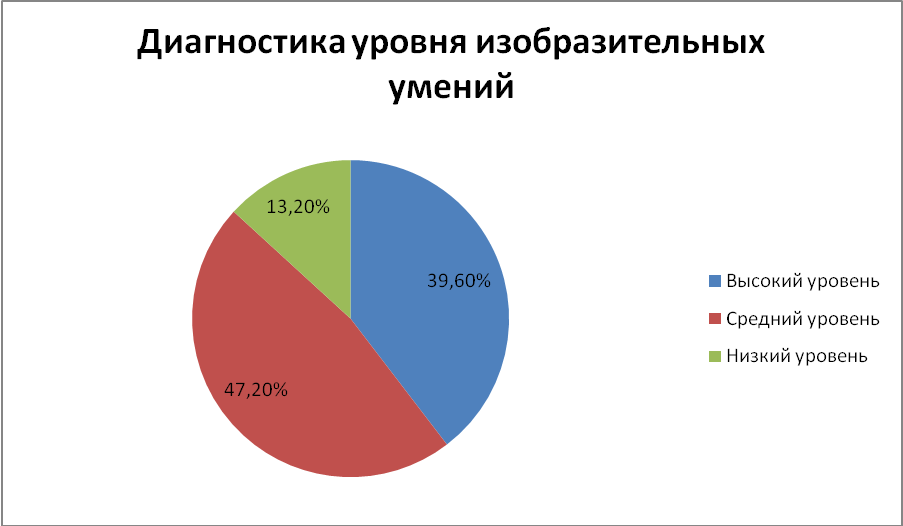 Диагностика уровня изобразительных
умений
13,20%
39,60%
47,20%
Высокий уровень
Средний уровень
Низкий уровень